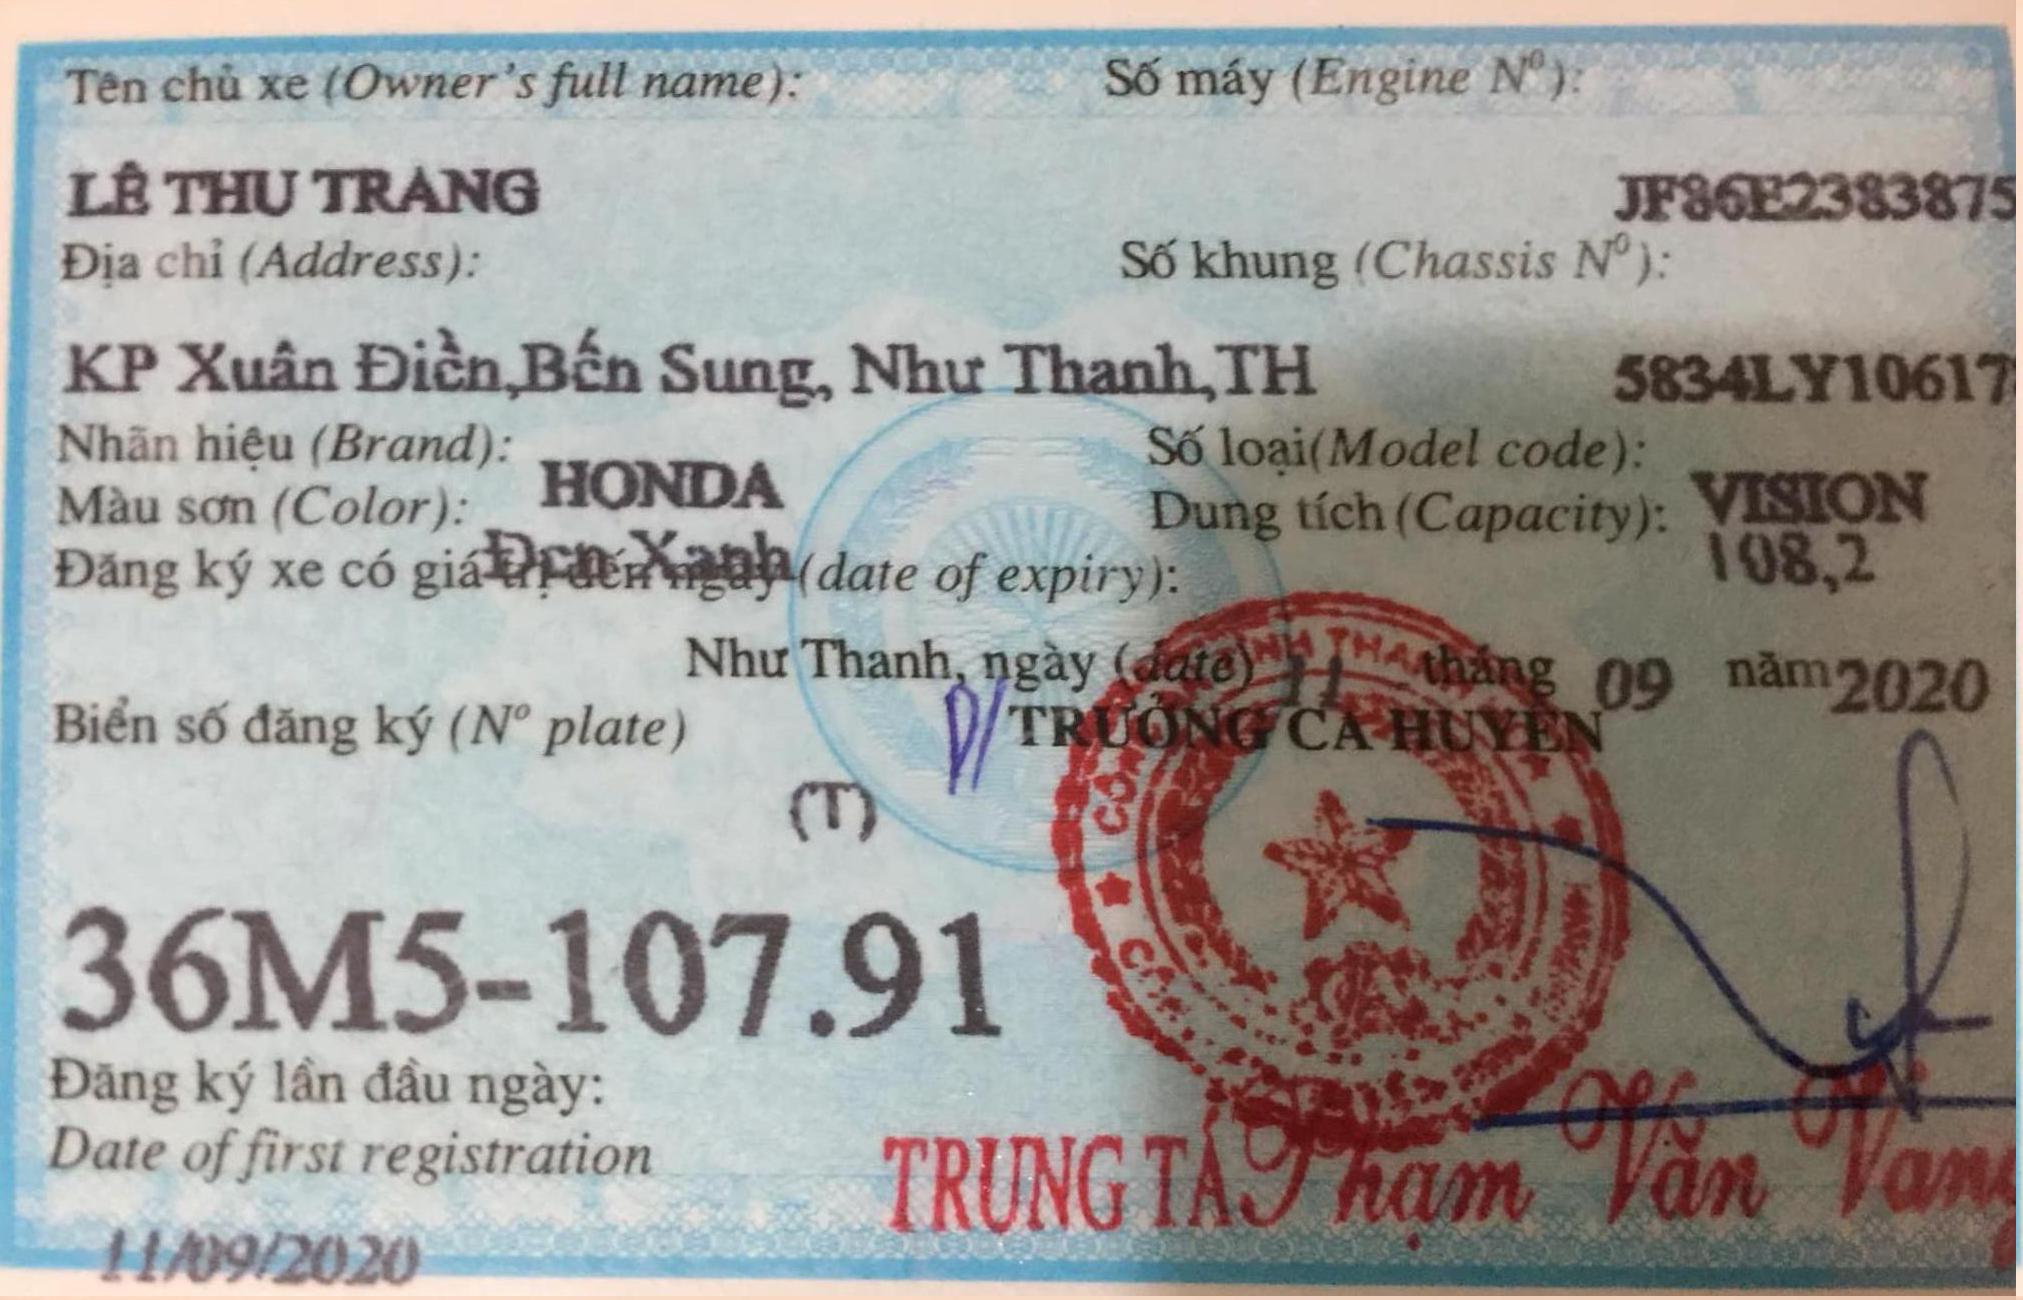 Tên chủ xe (Owner's full name):
Số máy (Engine Nº):
LÊ THU TRANG
JF86E2383875
Địa chỉ (Address):
Số khung (Chassis Nº):
KP Xuân Điền,Bến Sung, Như Thanh,TH
5834LY10617
Nhãn hiệu (Brand): HONDA
Số loại(Model code): VISION
Màu sơn (Color): Đen Xanh
Dung tích (Capacity): 108,2
Đăng ký xe có giá trị đến ngày (date of expiry):
Như Thanh, ngày (date) 11 tháng 09 năm 2020
Biển số đăng ký (Nº plate)
Đ/ TRƯỞNG CA HUYỆN
(T)
36M5-107.91
Đăng ký lần đầu ngày:
Date of first registration
TRUNG TÁ Phạm Văn Vang
11/09/2020